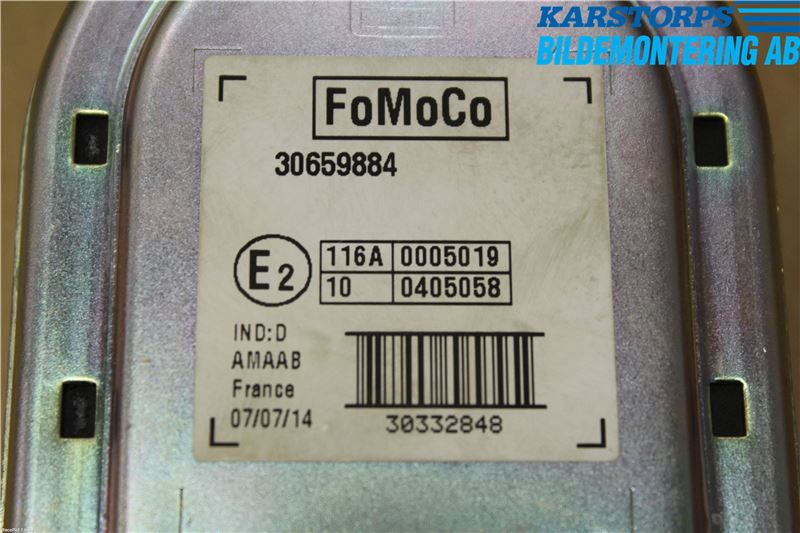 KARSTORPS
BILDEMONTERING AB
FoMoCo
30659884
E2
116A 0005019
10 0405058
IND:D
AMAAB
France
07/07/14
30332848